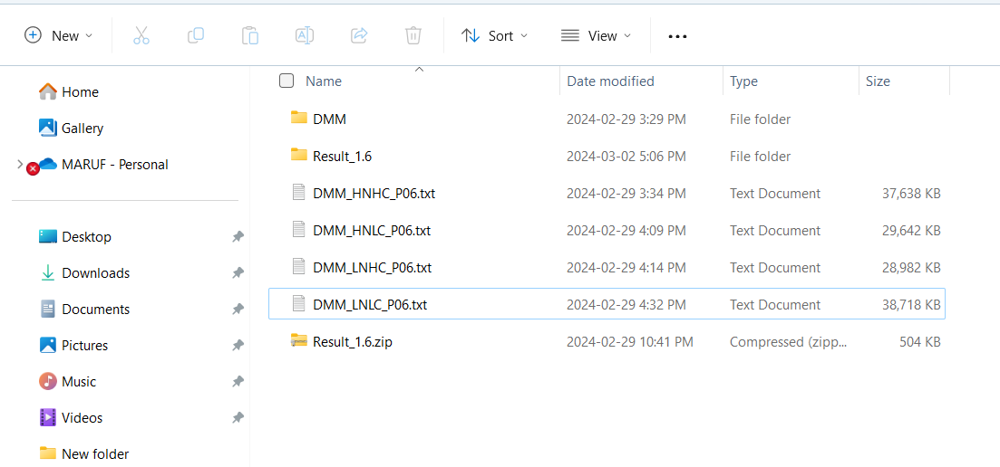 New
Sort
View
Home
Gallery
MARUF - Personal
Desktop
Downloads
Documents
Pictures
Music
Videos
New folder
Name Date modified Type Size
DMM 2024-02-29 3:29 PM File folder
Result_1.6 2024-03-02 5:06 PM File folder
DMM_HNHC_P06.txt 2024-02-29 3:34 PM Text Document 37,638 KB
DMM_HNLC_P06.txt 2024-02-29 4:09 PM Text Document 29,642 KB
DMM_LNHC_P06.txt 2024-02-29 4:14 PM Text Document 28,982 KB
DMM_LNLC_P06.txt 2024-02-29 4:32 PM Text Document 38,718 KB
Result_1.6.zip 2024-02-29 10:41 PM Compressed (zipp... 504 KB